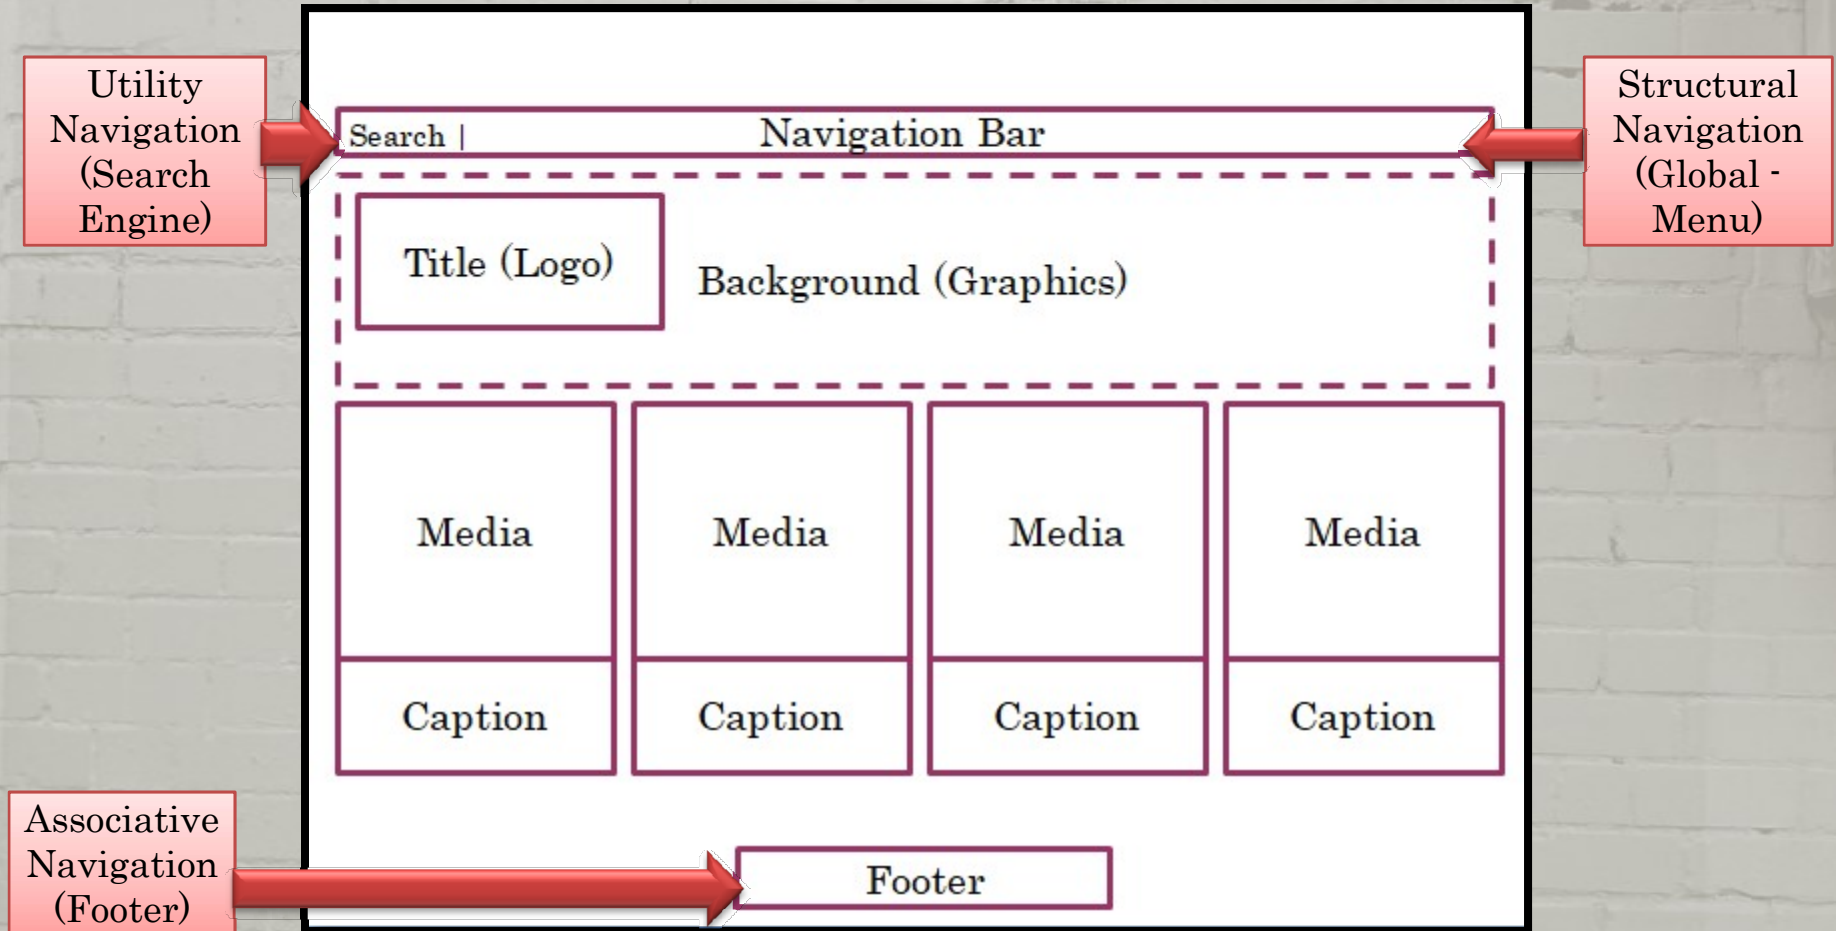 Utility
Navigation
(Search
Engine)
Structural
Navigation
(Global -
Menu)
Search |
Navigation Bar
Title (Logo)
Background (Graphics)
Media
Media
Media
Media
Caption
Caption
Caption
Caption
Associative
Navigation
(Footer)
Footer